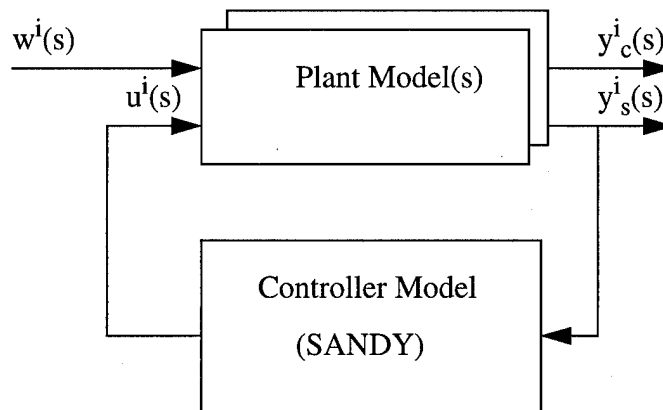 w^i(s)
y^i_c(s)
Plant Model(s)
u^i(s)
y^i_s(s)
Controller Model
(SANDY)